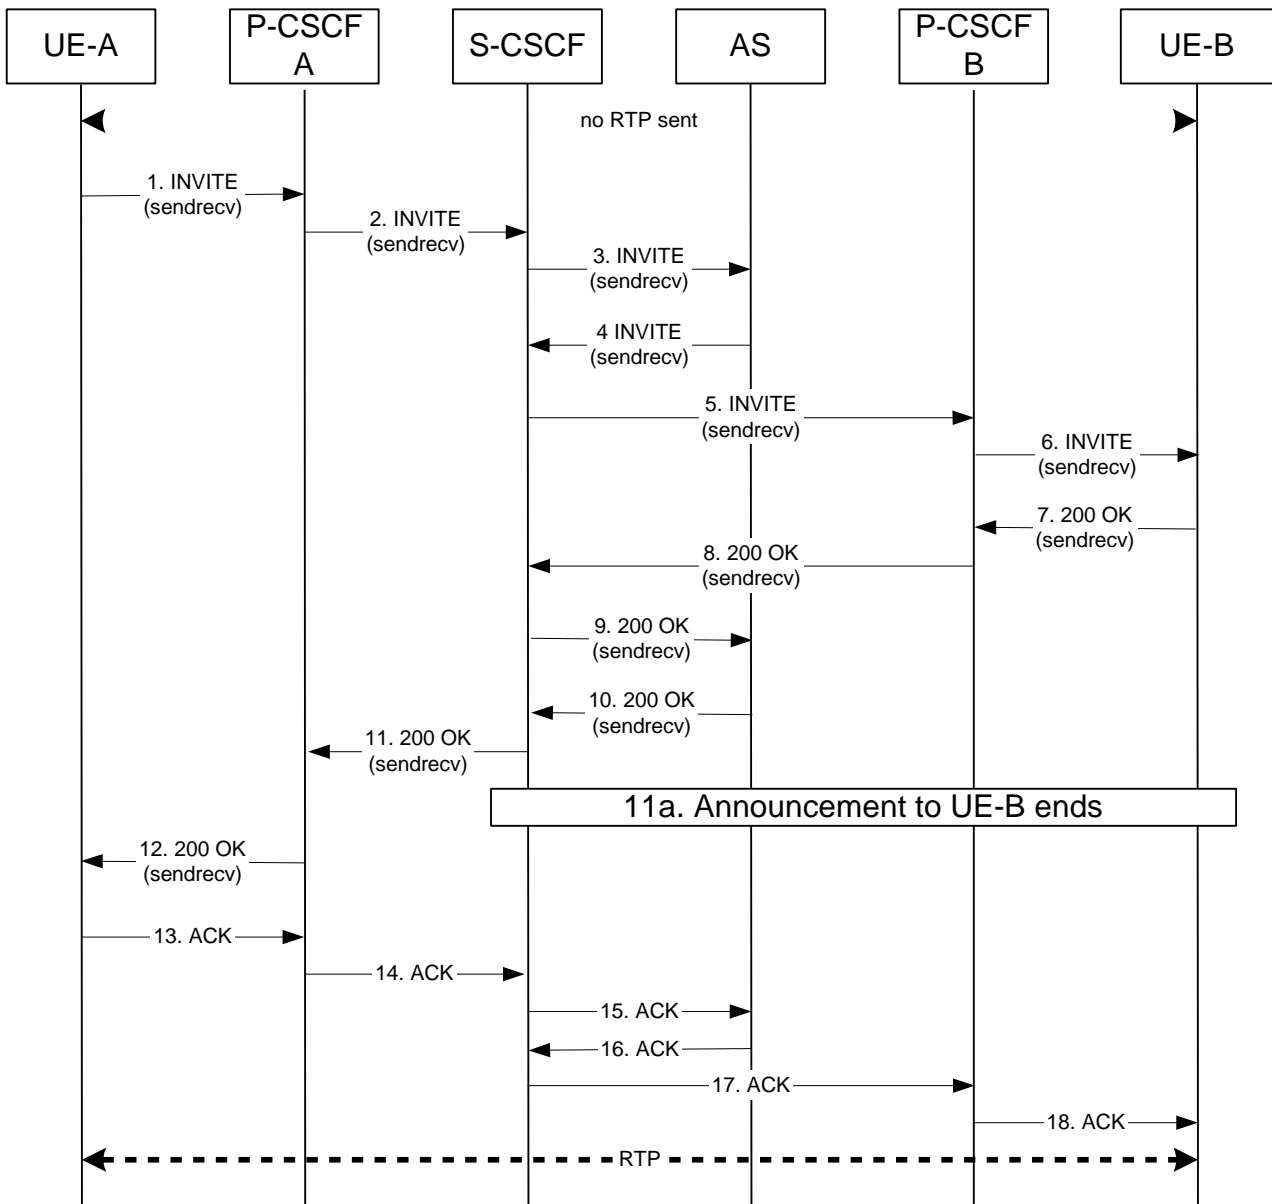 UE-A
P-CSCF
A
S-CSCF
AS
P-CSCF
B
UE-B
no RTP sent
1. INVITE
(sendrecv)
2. INVITE
(sendrecv)
3. INVITE
(sendrecv)
4 INVITE
(sendrecv)
5. INVITE
(sendrecv)
6. INVITE
(sendrecv)
7. 200 OK
(sendrecv)
8. 200 OK
(sendrecv)
9. 200 OK
(sendrecv)
10. 200 OK
(sendrecv)
11. 200 OK
(sendrecv)
11a. Announcement to UE-B ends
12. 200 OK
(sendrecv)
13. ACK
14. ACK
15. ACK
16. ACK
17. ACK
18. ACK
RTP